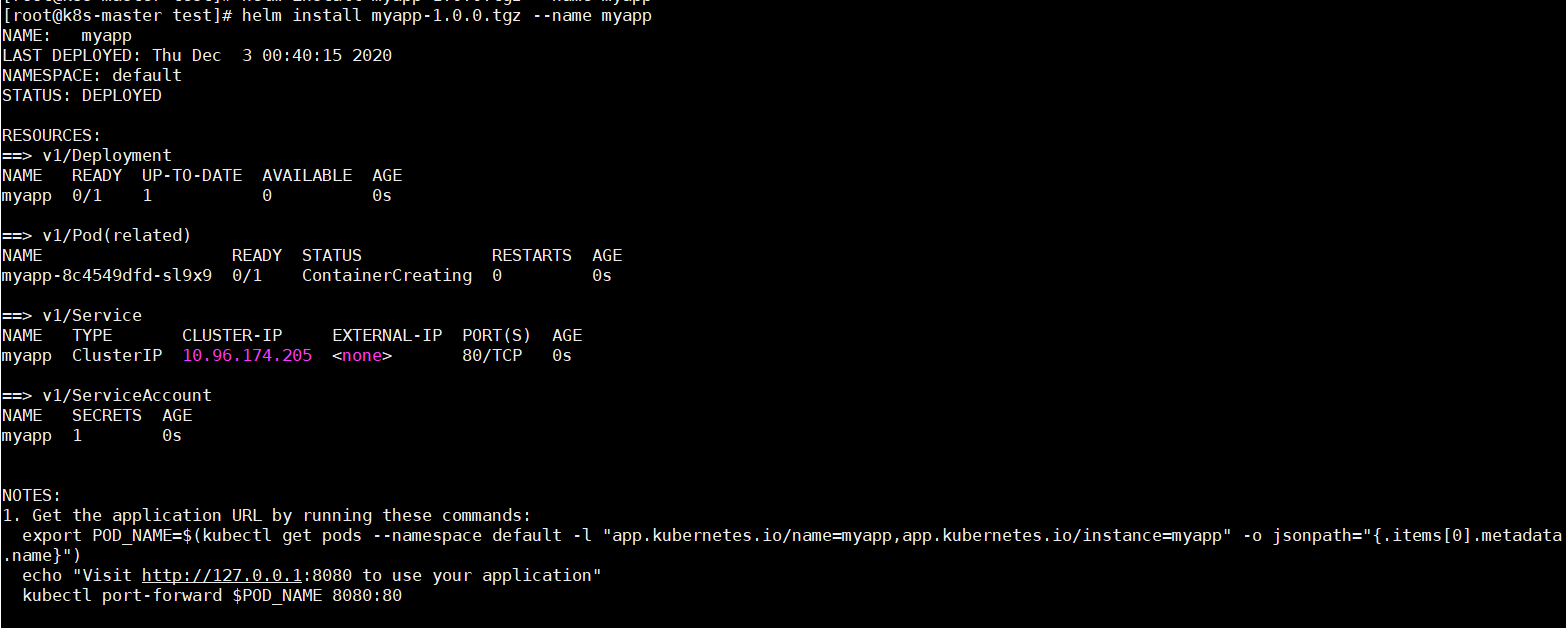 [root@k8s-master test]# helm install myapp-1.0.0.tgz --name myapp
NAME:   myapp
LAST DEPLOYED: Thu Dec  3 00:40:15 2020
NAMESPACE: default
STATUS: DEPLOYED

RESOURCES:
==> v1/Deployment
NAME   READY  UP-TO-DATE  AVAILABLE  AGE
myapp  0/1    1           0          0s

==> v1/Pod(related)
NAME                   READY  STATUS             RESTARTS  AGE
myapp-8c4549dfd-sl9x9  0/1    ContainerCreating  0         0s

==> v1/Service
NAME   TYPE       CLUSTER-IP     EXTERNAL-IP  PORT(S)  AGE
myapp  ClusterIP  10.96.174.205  <none>       80/TCP   0s

==> v1/ServiceAccount
NAME   SECRETS  AGE
myapp  1        0s

NOTES:
1. Get the application URL by running these commands:
  export POD_NAME=$(kubectl get pods --namespace default -l "app.kubernetes.io/name=myapp,app.kubernetes.io/instance=myapp" -o jsonpath="{.items[0].metadata
.name}")
  echo "Visit http://127.0.0.1:8080 to use your application"
  kubectl port-forward $POD_NAME 8080:80